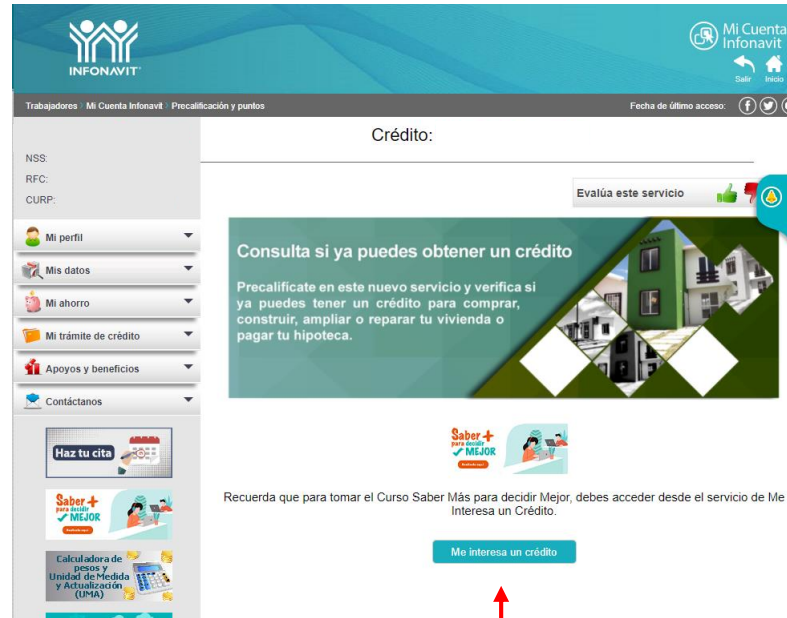 INFONAVIT
Mi Cuenta
Infonavit
Salir Inicio
Trabajadores Mi Cuenta Infonavit Precalificación y puntos
Fecha de último acceso:
Crédito:
NSS:
RFC:
CURP:
Evalúa este servicio
Mi perfil
Mis datos
Mi ahorro
Mi trámite de crédito
Apoyos y beneficios
Contáctanos
Consulta si ya puedes obtener un crédito
Precalifícate en este nuevo servicio y verifica si
ya puedes tener un crédito para comprar,
construir, ampliar o reparar tu vivienda o
pagar tu hipoteca.
Haz tu cita
Saber +
para decidir
MEJOR
Calculadora de
pesos y
Unidad de Medida
y Actualización
(UMA)
Saber +
para decidir
MEJOR
Recuerda que para tomar el Curso Saber Más para decidir Mejor, debes acceder desde el servicio de Me
Interesa un Crédito.
Me interesa un crédito